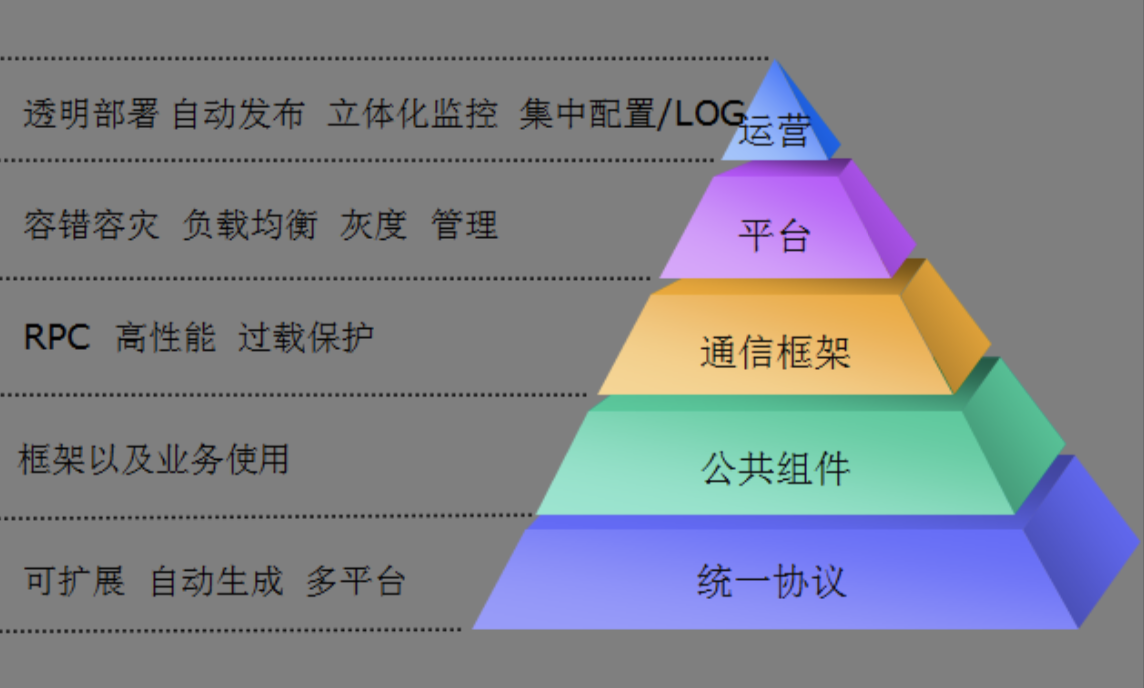 透明部署 自动发布 立体化监控 集中配置/LOG
运营
容错容灾 负载均衡 灰度 管理
平台
RPC 高性能 过载保护
通信框架
框架以及业务使用
公共组件
可扩展 自动生成 多平台
统一协议